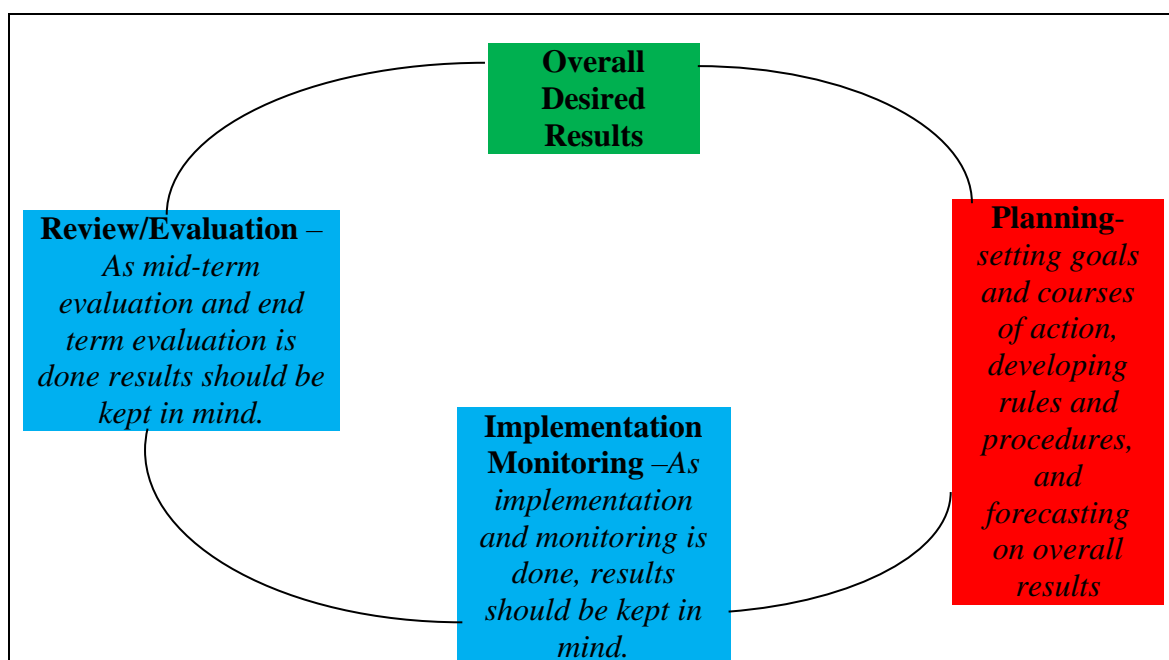 Overall
Desired
Results
Review/Evaluation –
As mid-term
evaluation and end
term evaluation is
done results should be
kept in mind.
Planning-
setting goals
and courses
of action,
developing
rules and
procedures,
and
forecasting
on overall
results
Implementation
Monitoring –As
implementation
and monitoring is
done, results
should be kept in
mind.